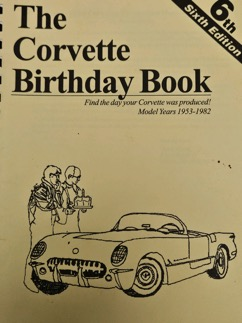 The
Corvette
Birthday Book
Find the day your Corvette was produced!
Model Years 1953-1982
6th
Sixth Edition